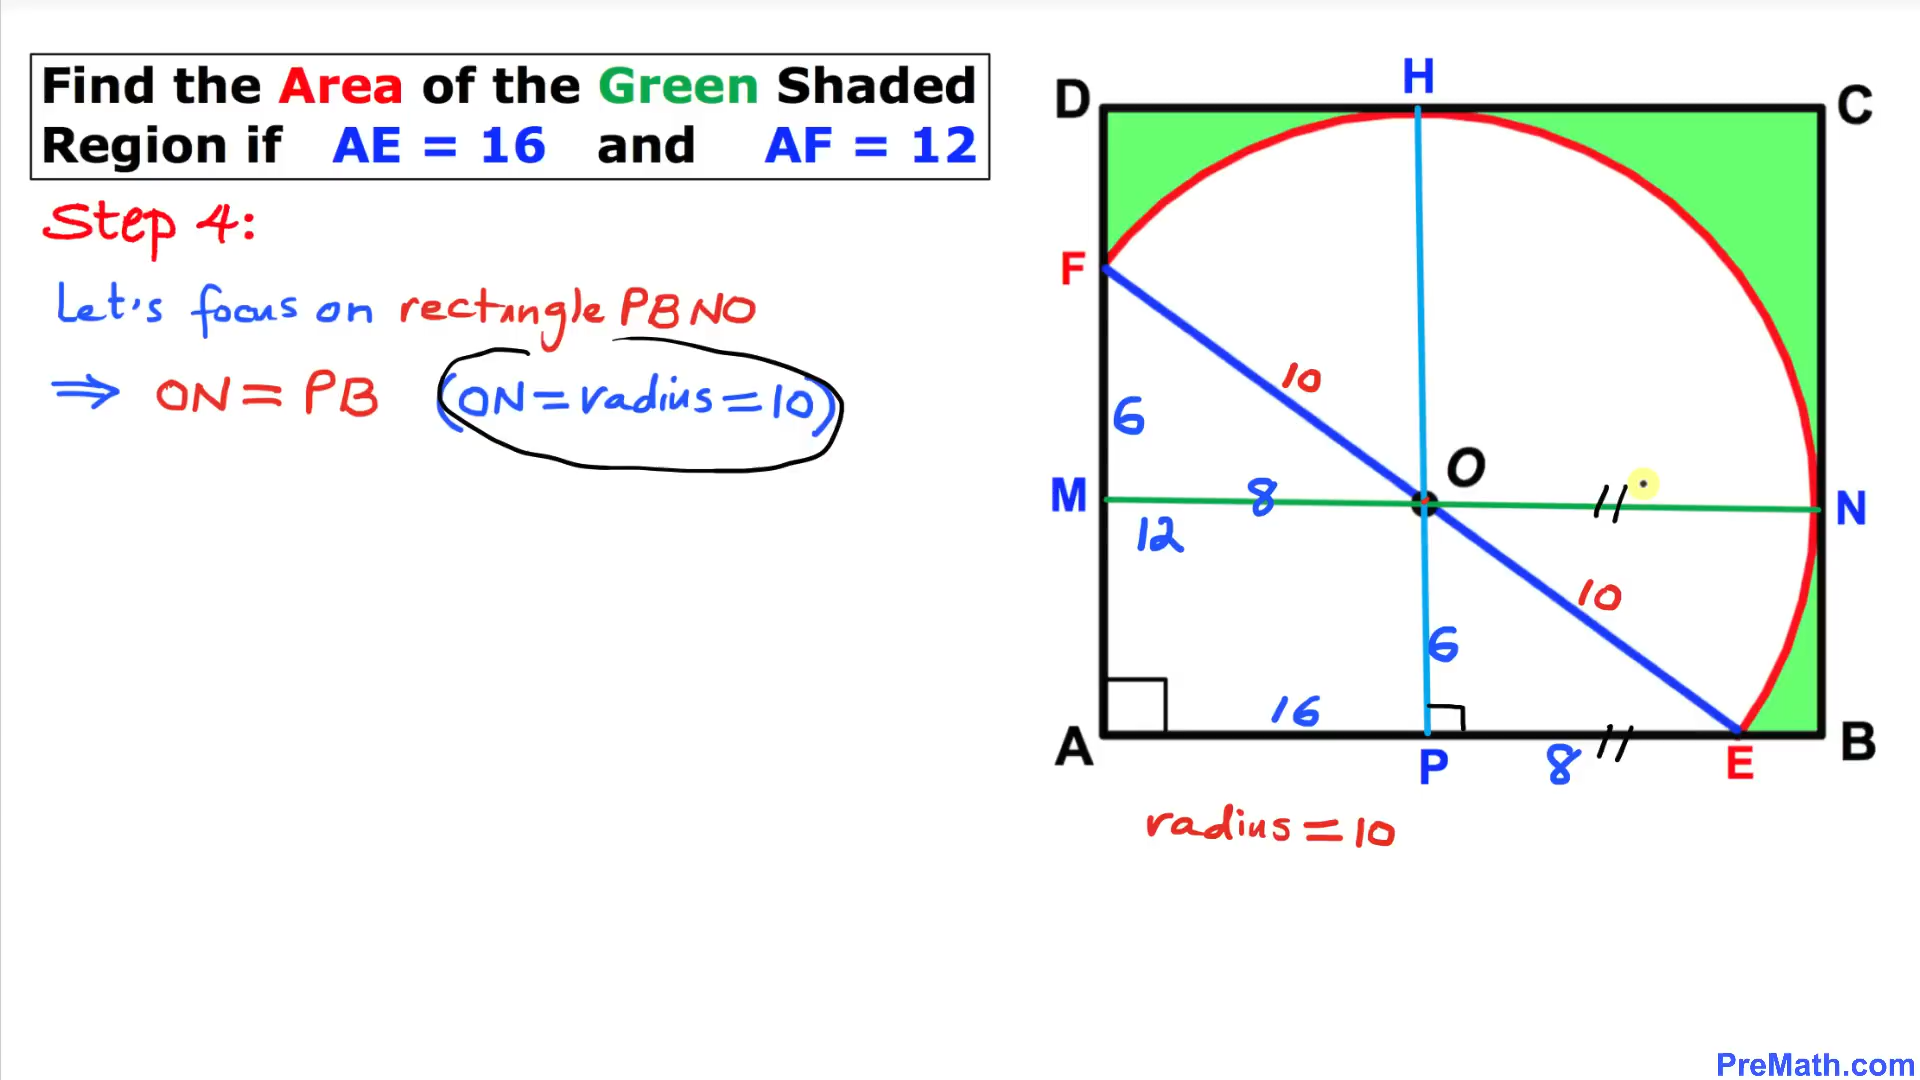 Find the Area of the Green Shaded
Region if AE = 16 and AF = 12
Step 4:
Let's focus on rectangle PBNO
⇒ ON = PB (ON = radius = 10)
H
D
C
F
10
6
O
M
8
N
12
10
6
16
A
P
8
E
B
radius = 10
PreMath.com